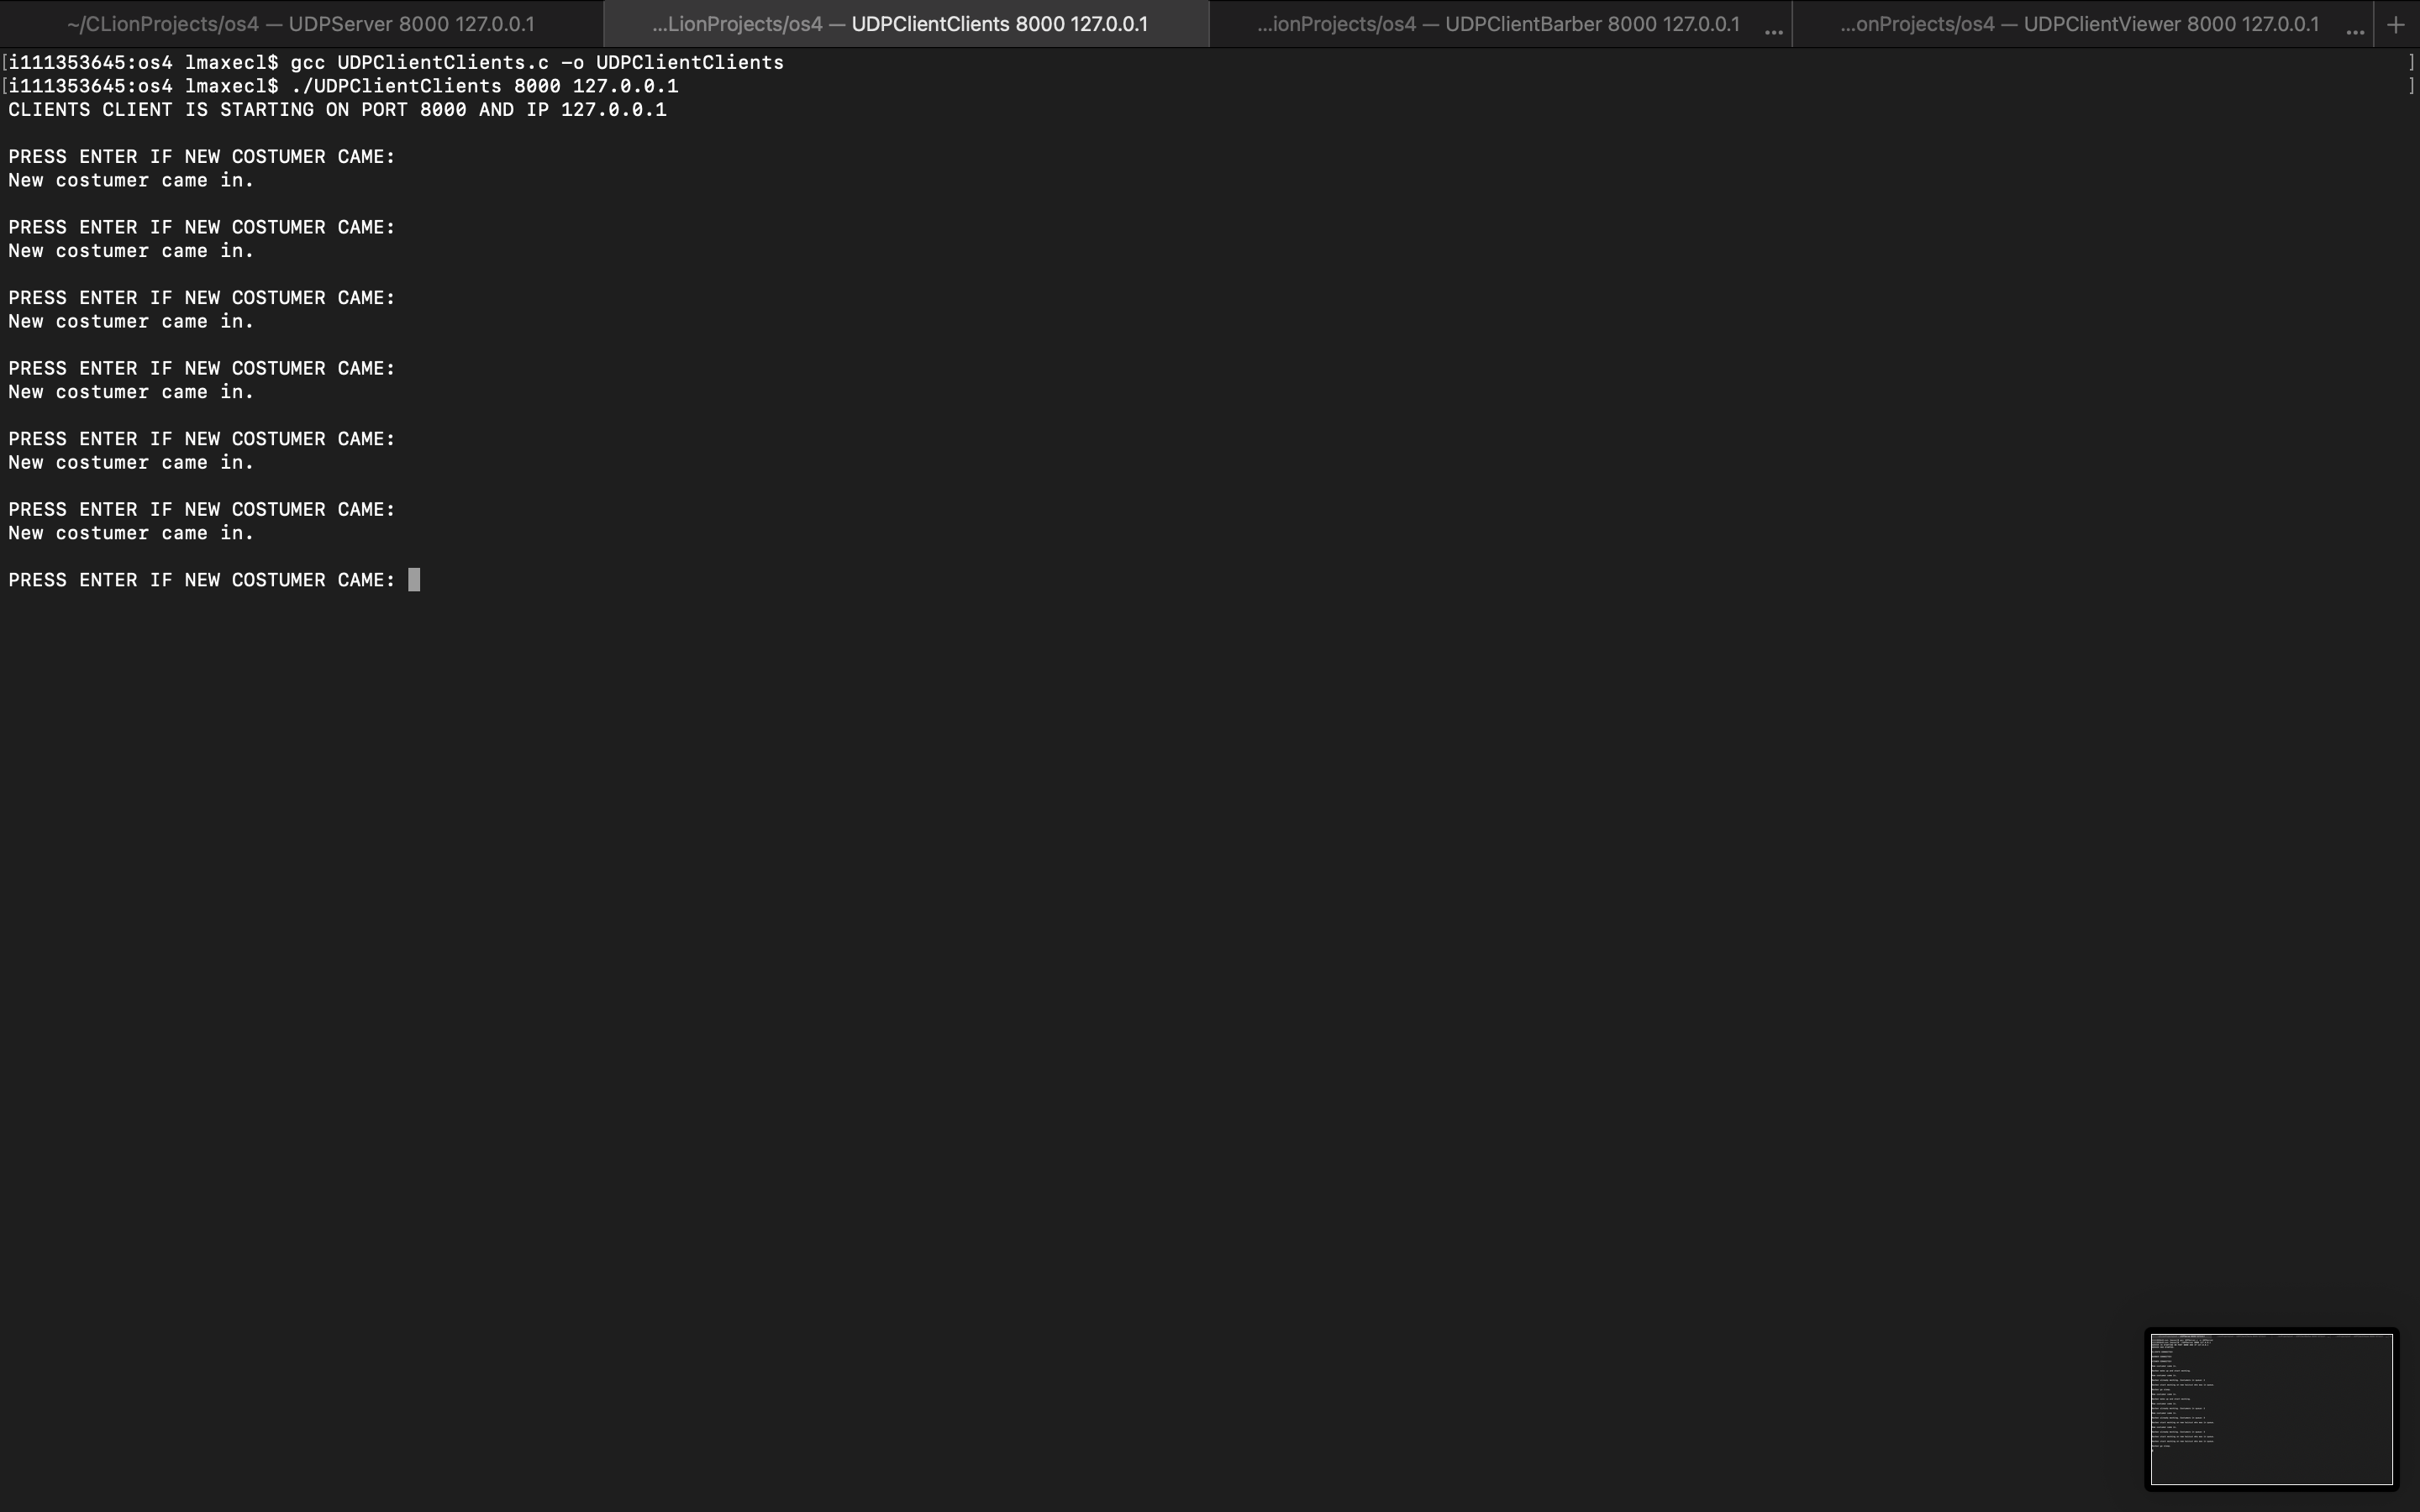 ~/CLionProjects/os4 — UDPServer 8000 127.0.0.1
...LionProjects/os4 — UDPClientClients 8000 127.0.0.1
...ionProjects/os4 — UDPClientBarber 8000 127.0.0.1 ...
...onProjects/os4 — UDPClientViewer 8000 127.0.0.1 ... +
[i111353645:os4 lmaxecl$ gcc UDPClientClients.c -o UDPClientClients ]
[i111353645:os4 lmaxecl$ ./UDPClientClients 8000 127.0.0.1 ]
CLIENTS CLIENT IS STARTING ON PORT 8000 AND IP 127.0.0.1
PRESS ENTER IF NEW COSTUMER CAME:
New costumer came in.
PRESS ENTER IF NEW COSTUMER CAME:
New costumer came in.
PRESS ENTER IF NEW COSTUMER CAME:
New costumer came in.
PRESS ENTER IF NEW COSTUMER CAME:
New costumer came in.
PRESS ENTER IF NEW COSTUMER CAME:
New costumer came in.
PRESS ENTER IF NEW COSTUMER CAME:
New costumer came in.
PRESS ENTER IF NEW COSTUMER CAME: